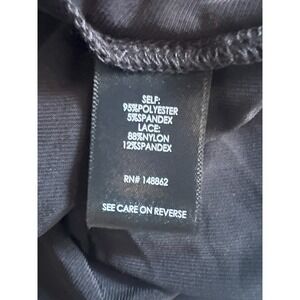 SELF:
95%POLYESTER
5%SPANDEX
LACE:
88%NYLON
12%SPANDEX
RN# 148862
SEE CARE ON REVERSE